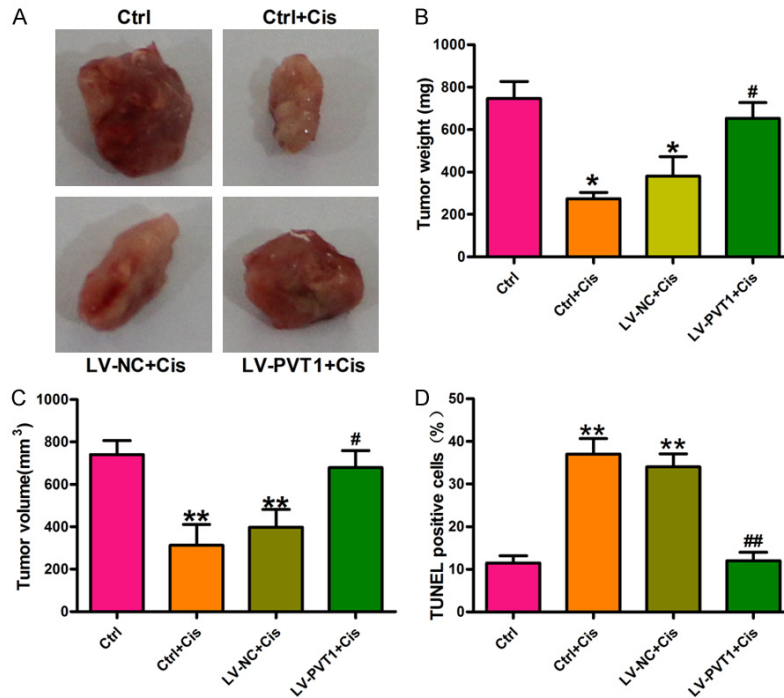 A
Ctrl
Ctrl+Cis
LV-NC+Cis
LV-PVT1+Cis
B
Tumor weight (mg)
1000
800
600
400
200
0
*
*
#
Ctrl
Ctrl+Cis
LV-NC+Cis
LV-PVT1+Cis
C
Tumor volume(mm³)
1000
800
600
400
200
0
**
**
#
Ctrl
Ctrl+Cis
LV-NC+Cis
LV-PVT1+Cis
D
TUNEL positive cells (%)
50
40
30
20
10
0
**
**
##
Ctrl
Ctrl+Cis
LV-NC+Cis
LV-PVT1+Cis